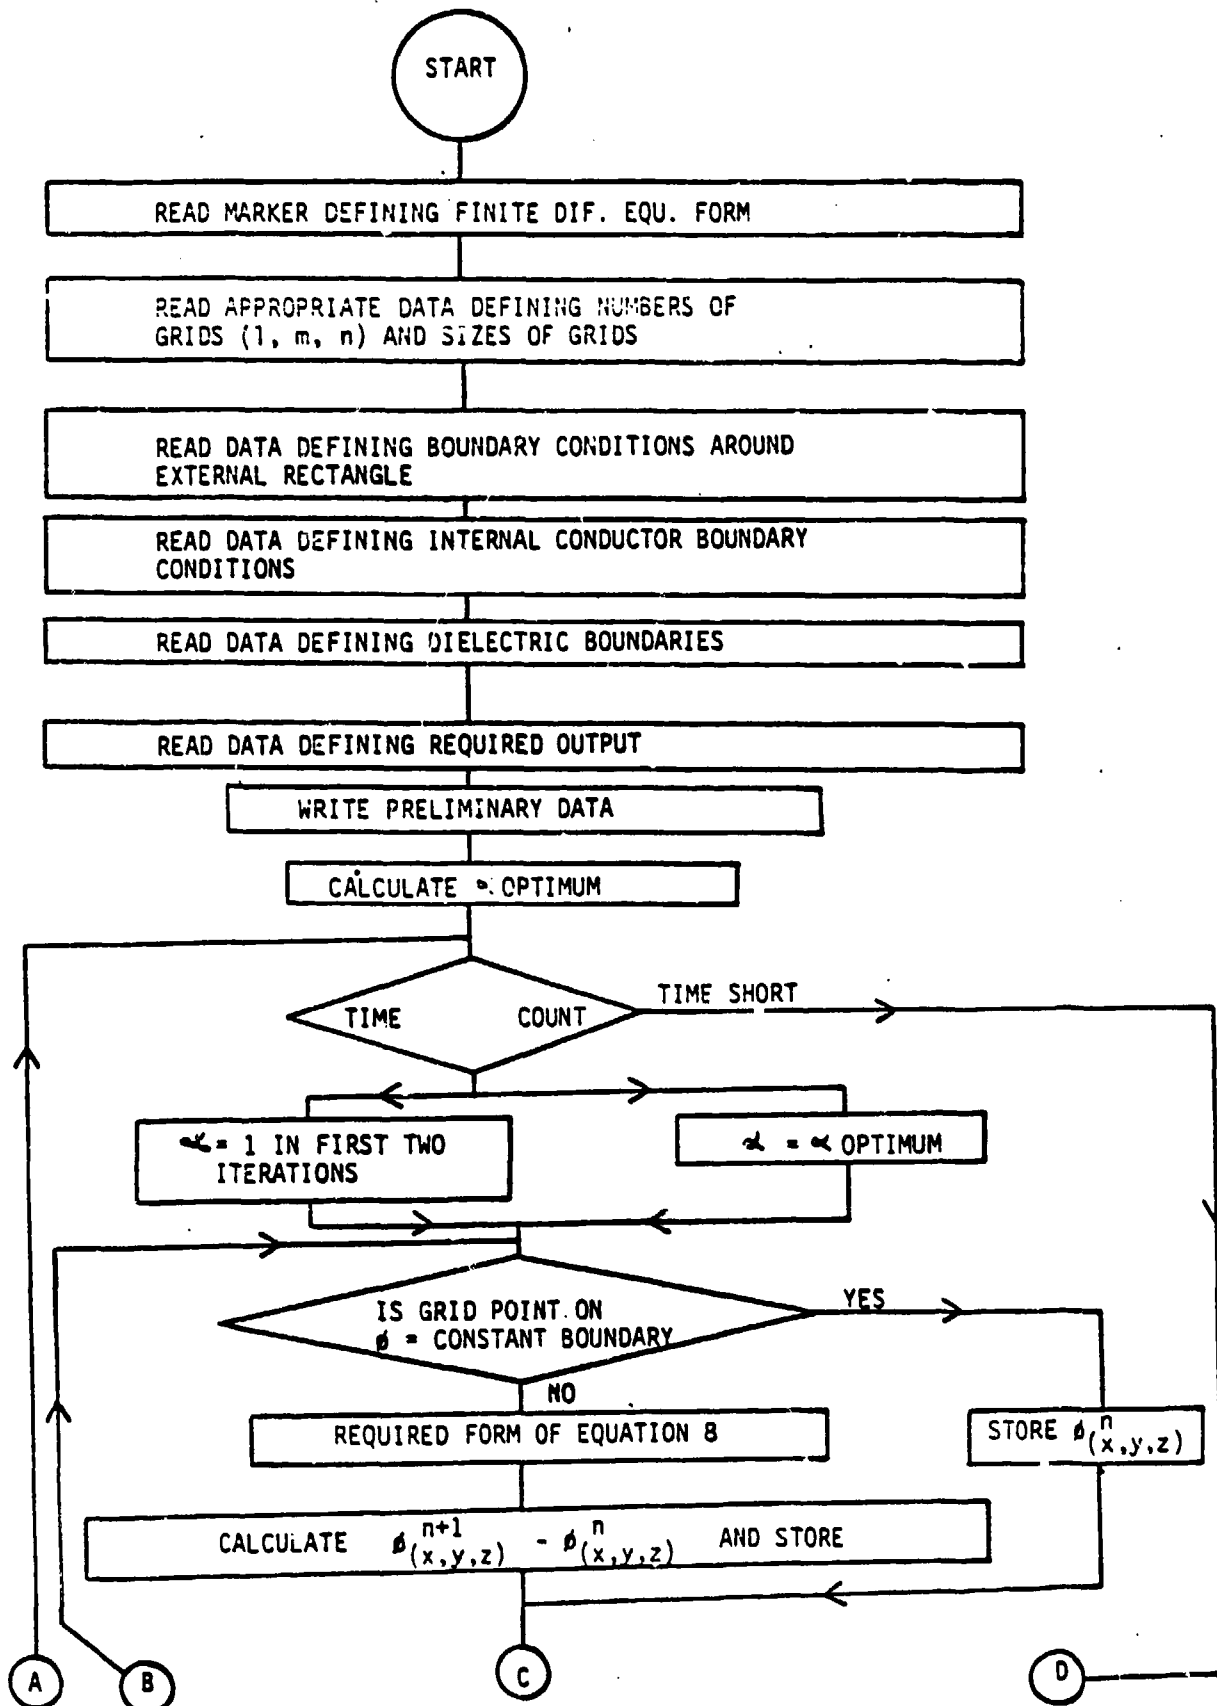 START
READ MARKER DEFINING FINITE DIF. EQU. FORM
READ APPROPRIATE DATA DEFINING NUMBERS OF
GRIDS (l, m, n) AND SIZES OF GRIDS
READ DATA DEFINING BOUNDARY CONDITIONS AROUND
EXTERNAL RECTANGLE
READ DATA DEFINING INTERNAL CONDUCTOR BOUNDARY
CONDITIONS
READ DATA DEFINING DIELECTRIC BOUNDARIES
READ DATA DEFINING REQUIRED OUTPUT
WRITE PRELIMINARY DATA
CALCULATE ∝ OPTIMUM
TIME COUNT
TIME SHORT
∝ = 1 IN FIRST TWO
ITERATIONS
∝ = ∝ OPTIMUM
IS GRID POINT ON
ø = CONSTANT BOUNDARY
YES
NO
REQUIRED FORM OF EQUATION 8
STORE ø^n_(x,y,z)
CALCULATE ø^n+1_(x,y,z) - ø^n_(x,y,z) AND STORE
A
B
C
D